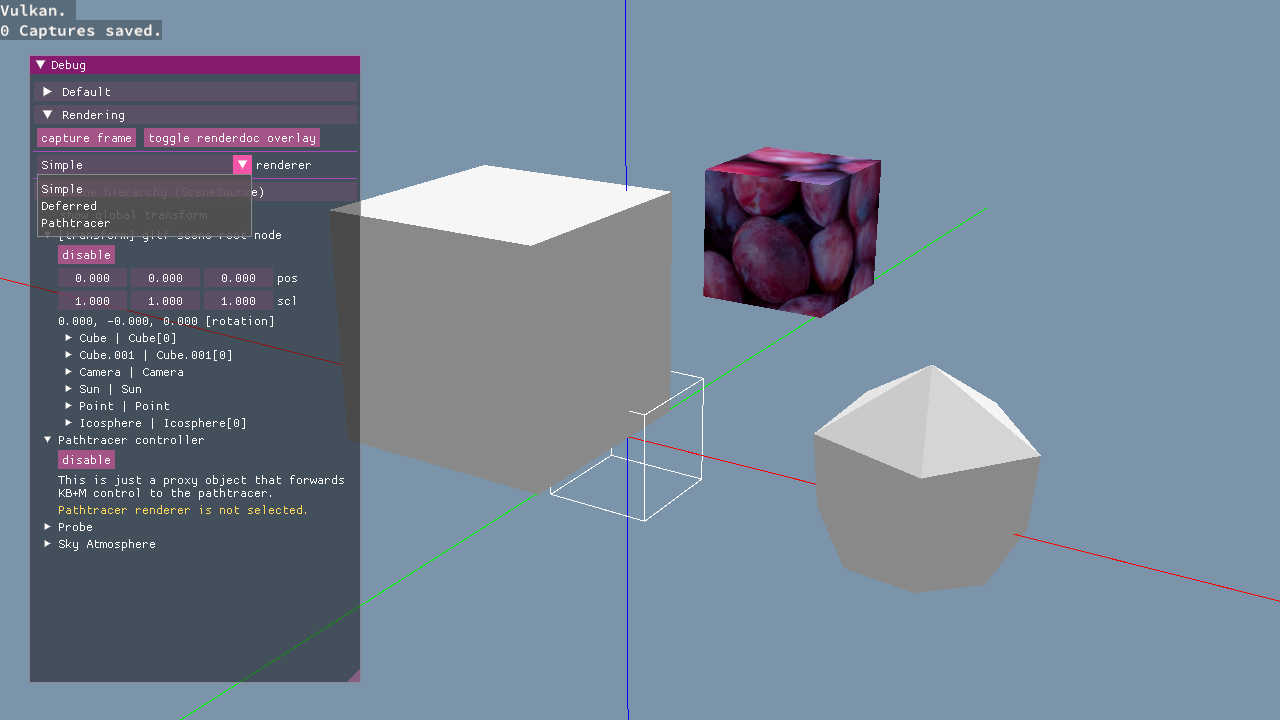 Vulkan.
0 Captures saved.
Debug
Default
Rendering
capture frame toggle renderdoc overlay
Simple renderer
Simple
Deferred
Pathtracer
ne hierarchy (SceneSource)
show global transform
[transform] gltf scene root node
disable
0.000 0.000 0.000 pos
1.000 1.000 1.000 scl
0.000, -0.000, 0.000 [rotation]
Cube | Cube[0]
Cube.001 | Cube.001[0]
Camera | Camera
Sun | Sun
Point | Point
Icosphere | Icosphere[0]
Pathtracer controller
disable
This is just a proxy object that forwards
KB+M control to the pathtracer.
Pathtracer renderer is not selected.
Probe
Sky Atmosphere